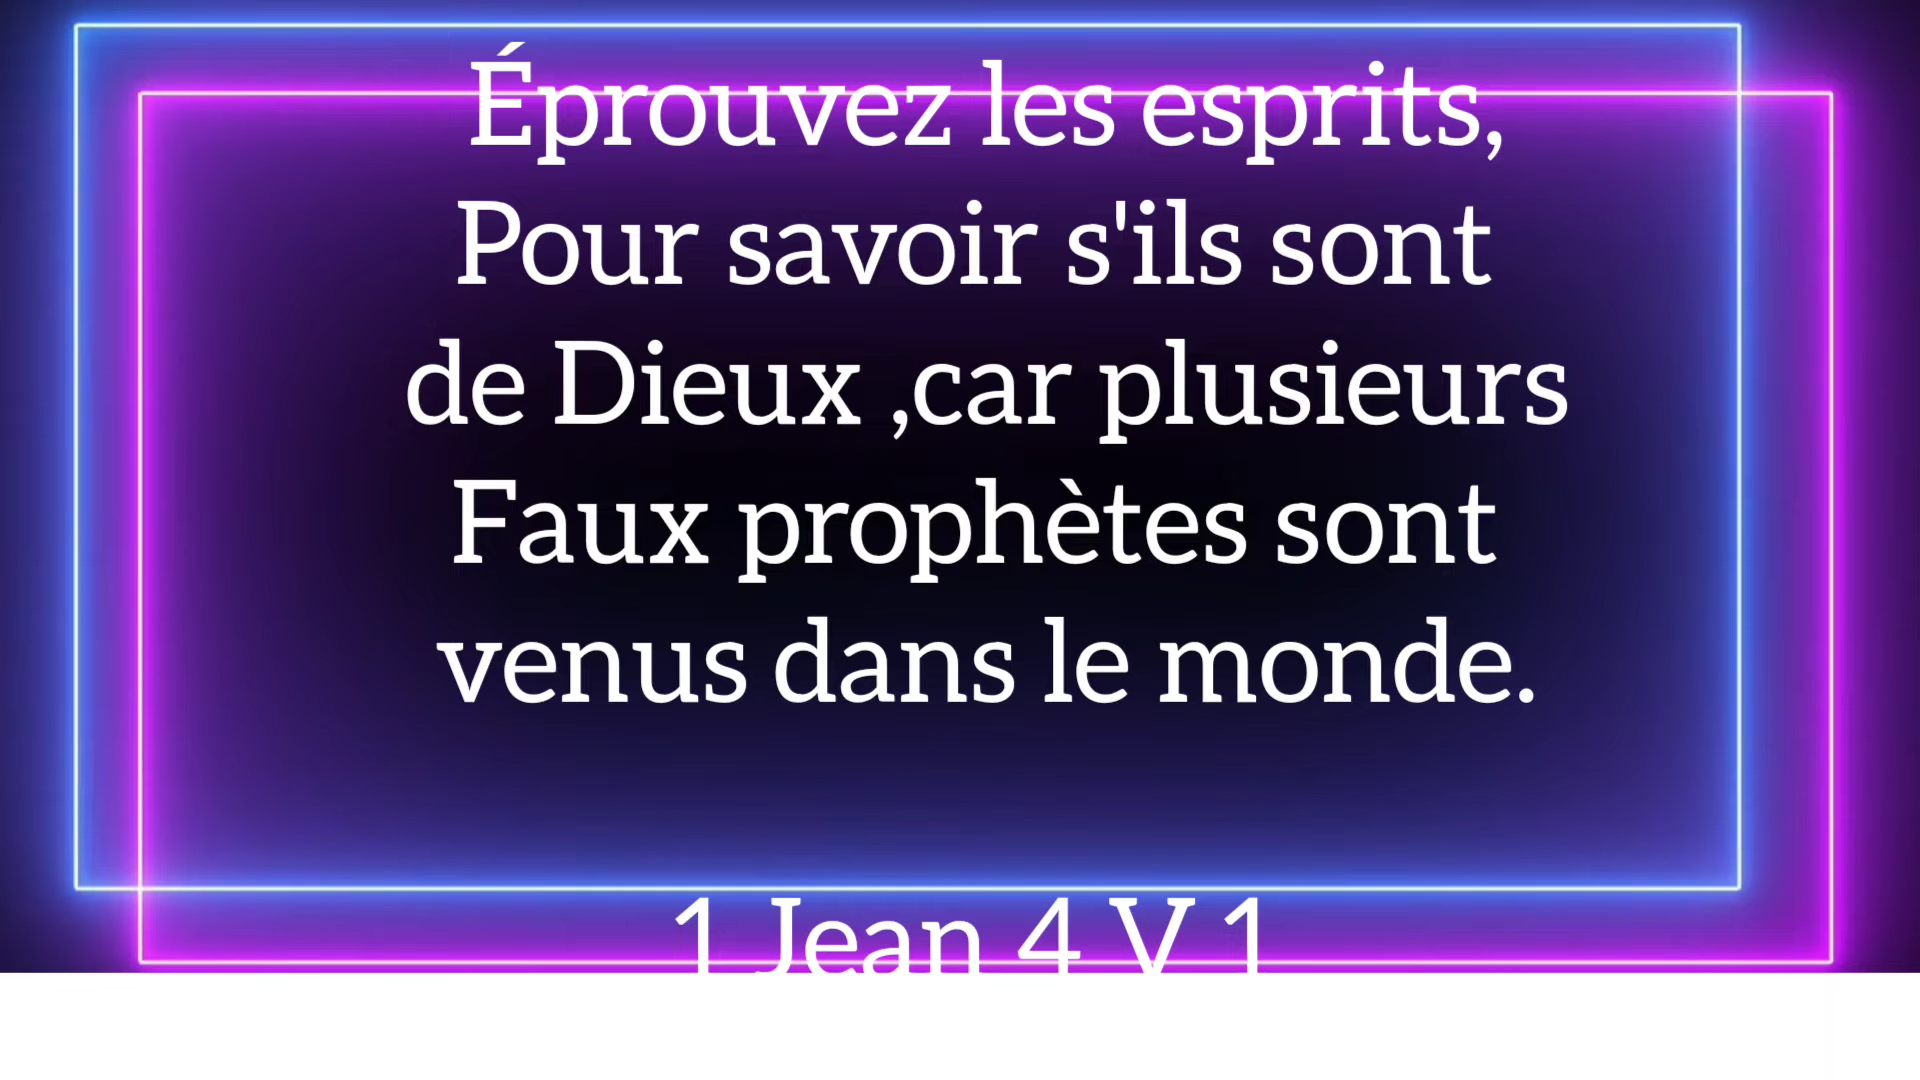 Éprouvez les esprits,
Pour savoir s'ils sont
de Dieux ,car plusieurs
Faux prophètes sont
venus dans le monde.
1 Jean 4 V 1